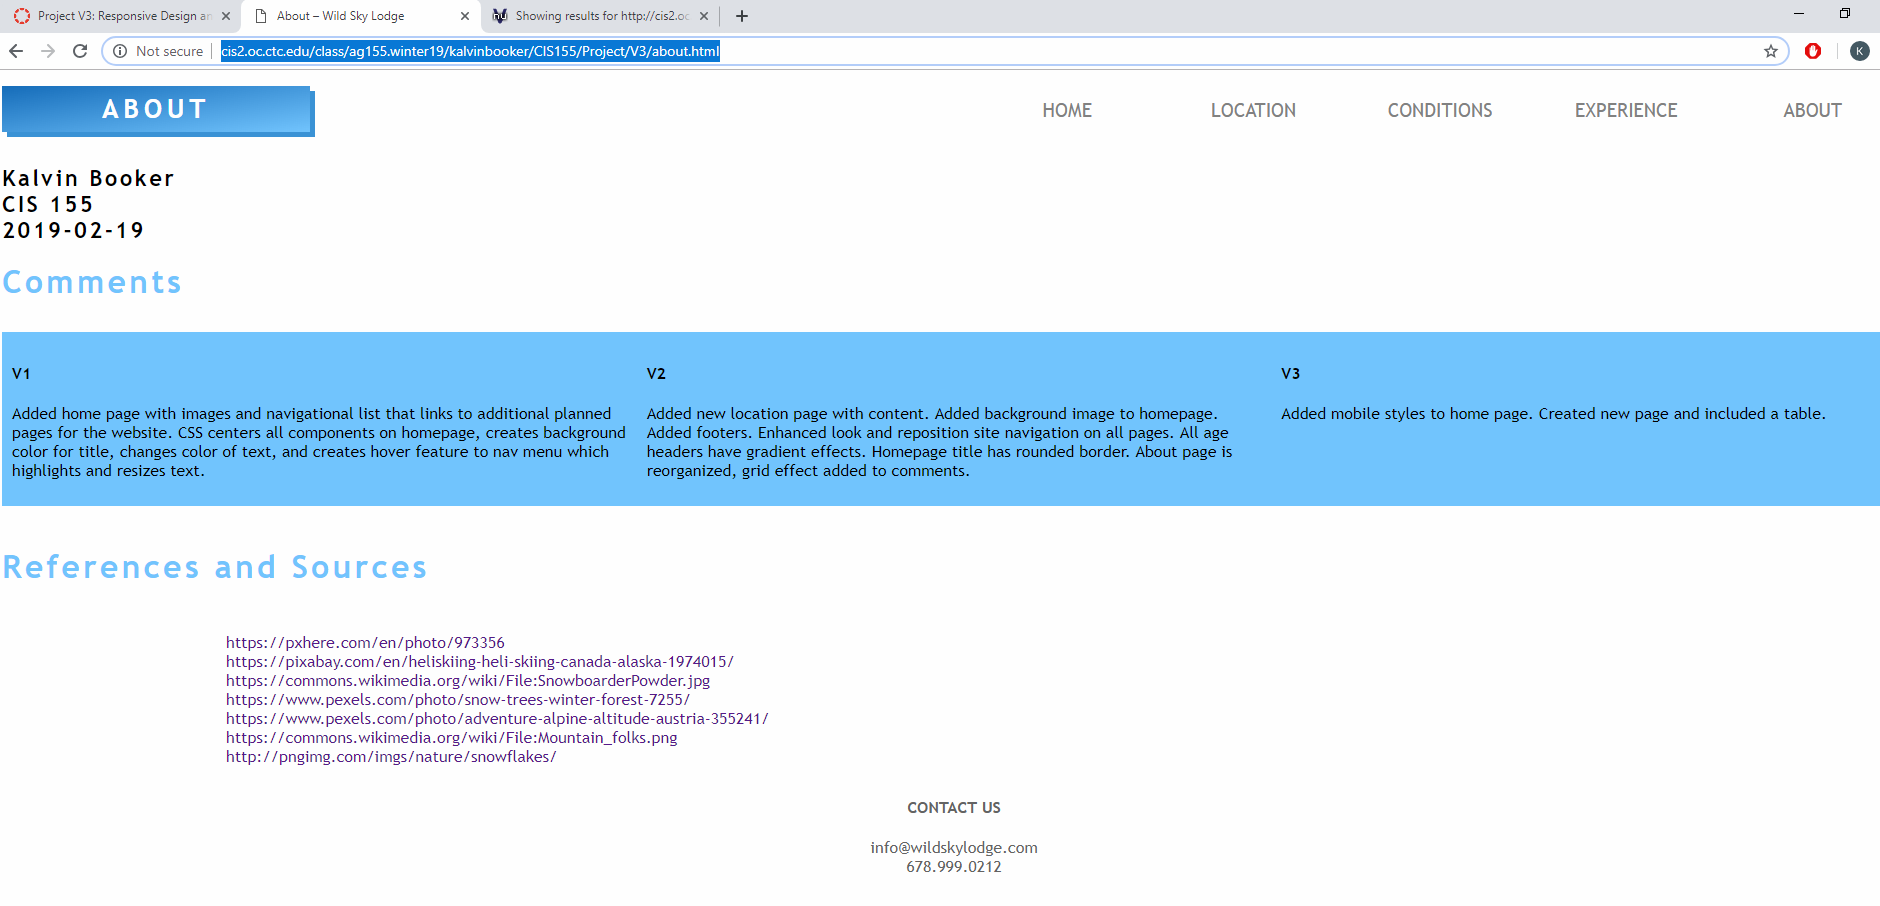 Project V3: Responsive Design an
About – Wild Sky Lodge
Showing results for http://cis2.oc
Not secure
cis2.oc.ctc.edu/class/ag155.winter19/kalvinbooker/CIS155/Project/V3/about.html
K
ABOUT
HOME LOCATION CONDITIONS EXPERIENCE ABOUT
Kalvin Booker
CIS 155
2019-02-19
Comments
V1
Added home page with images and navigational list that links to additional planned
pages for the website. CSS centers all components on homepage, creates background
color for title, changes color of text, and creates hover feature to nav menu which
highlights and resizes text.
V2
Added new location page with content. Added background image to homepage.
Added footers. Enhanced look and reposition site navigation on all pages. All age
headers have gradient effects. Homepage title has rounded border. About page is
reorganized, grid effect added to comments.
V3
Added mobile styles to home page. Created new page and included a table.
References and Sources
https://pxhere.com/en/photo/973356
https://pixabay.com/en/heliskiing-heli-skiing-canada-alaska-1974015/
https://commons.wikimedia.org/wiki/File:SnowboarderPowder.jpg
https://www.pexels.com/photo/snow-trees-winter-forest-7255/
https://www.pexels.com/photo/adventure-alpine-altitude-austria-355241/
https://commons.wikimedia.org/wiki/File:Mountain_folks.png
http://pngimg.com/imgs/nature/snowflakes/
CONTACT US
info@wildskylodge.com
678.999.0212